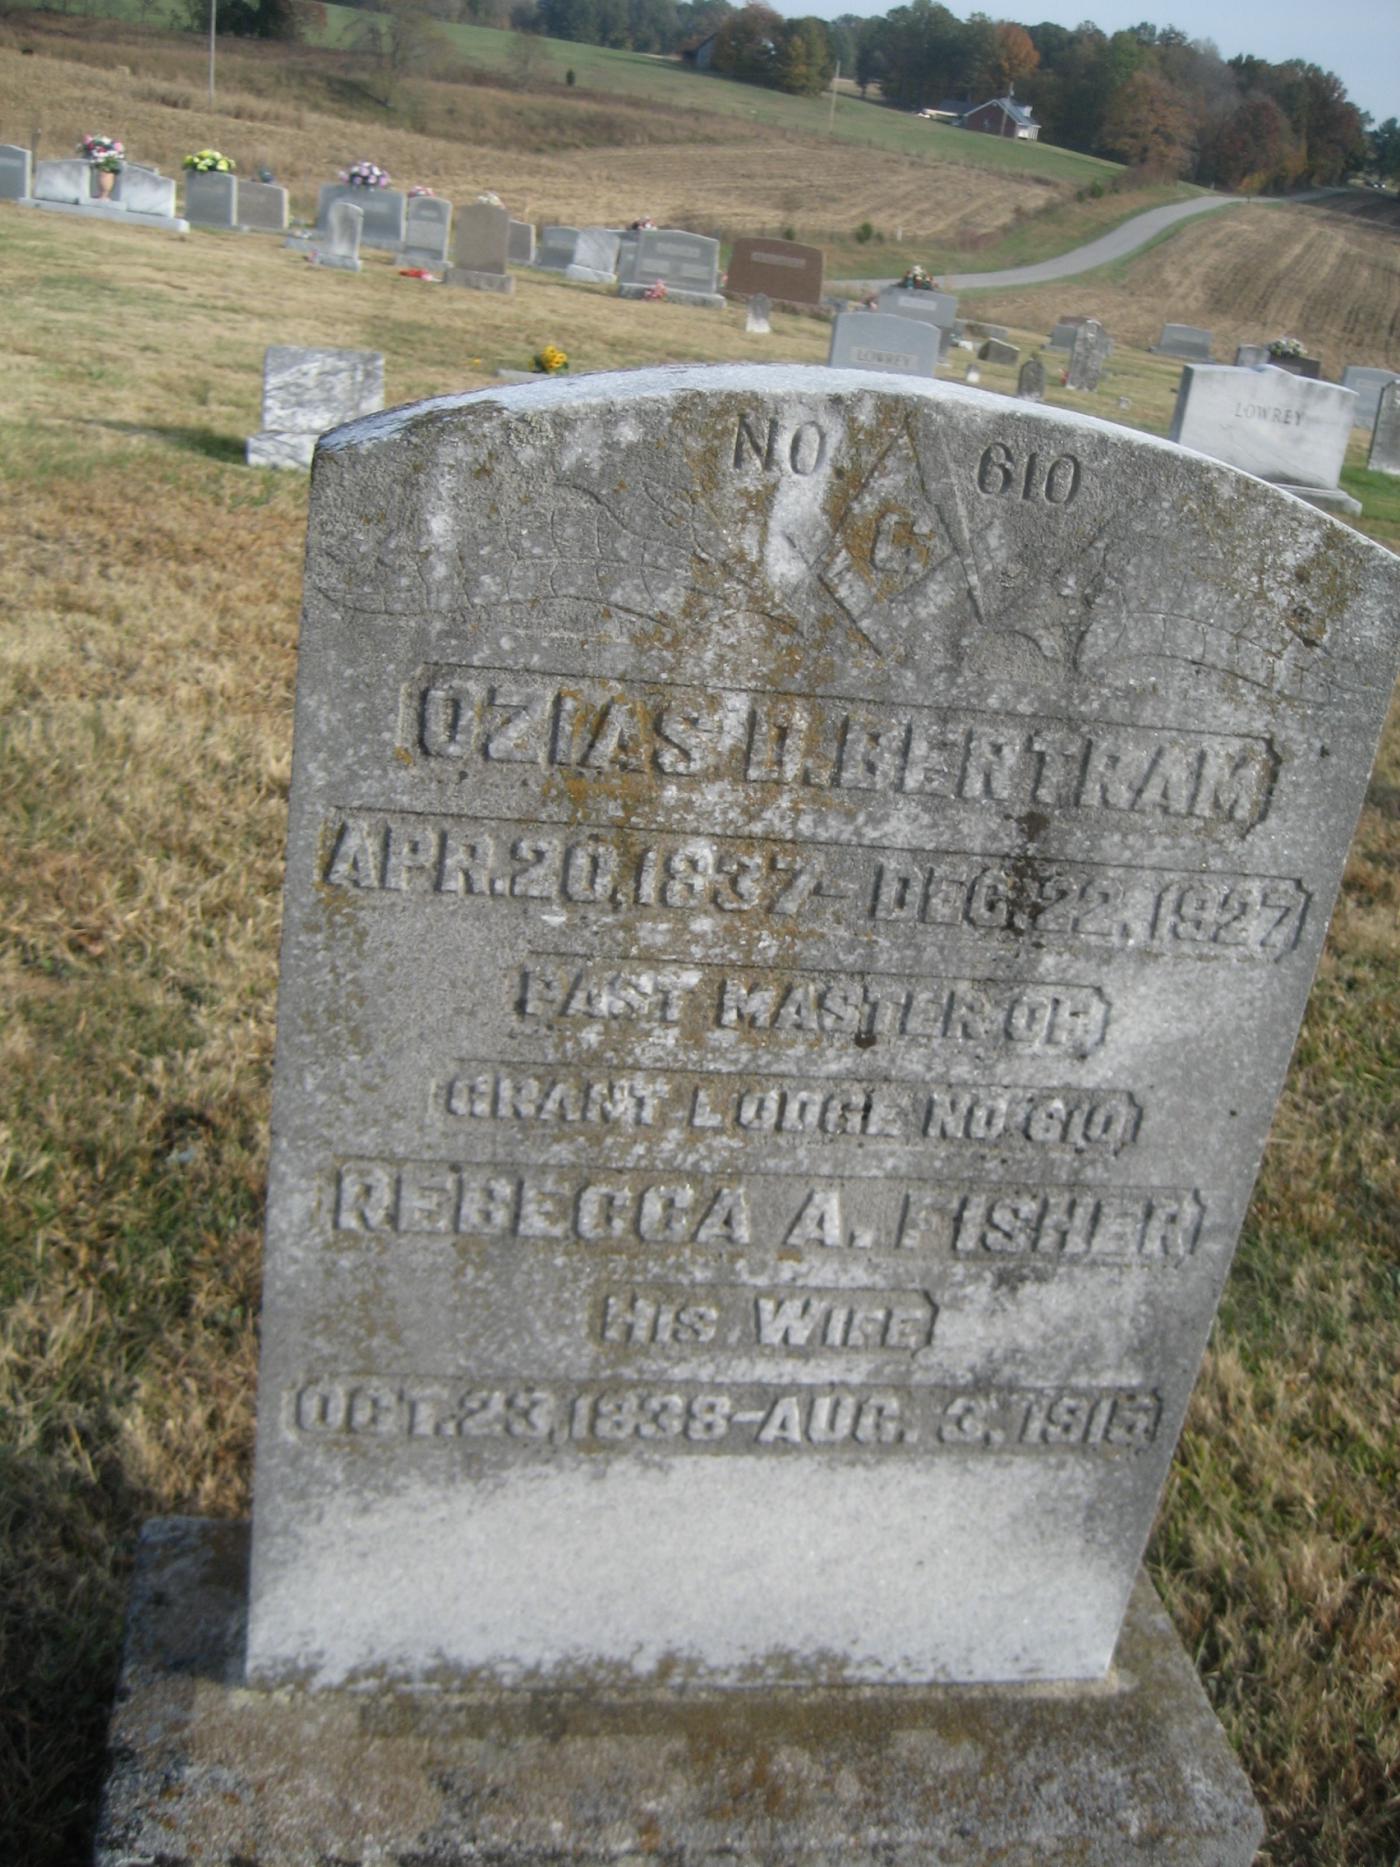 LOWREY
LOWREY
NO. 610
G
OZIAS D. BERTRAM
APR. 20, 1837 - DEC. 22, 1927
PAST MASTER OF
GRANT LODGE NO 610
REBECCA A. FISHER
HIS WIFE
OCT. 23, 1838 - AUG. 3, 1915